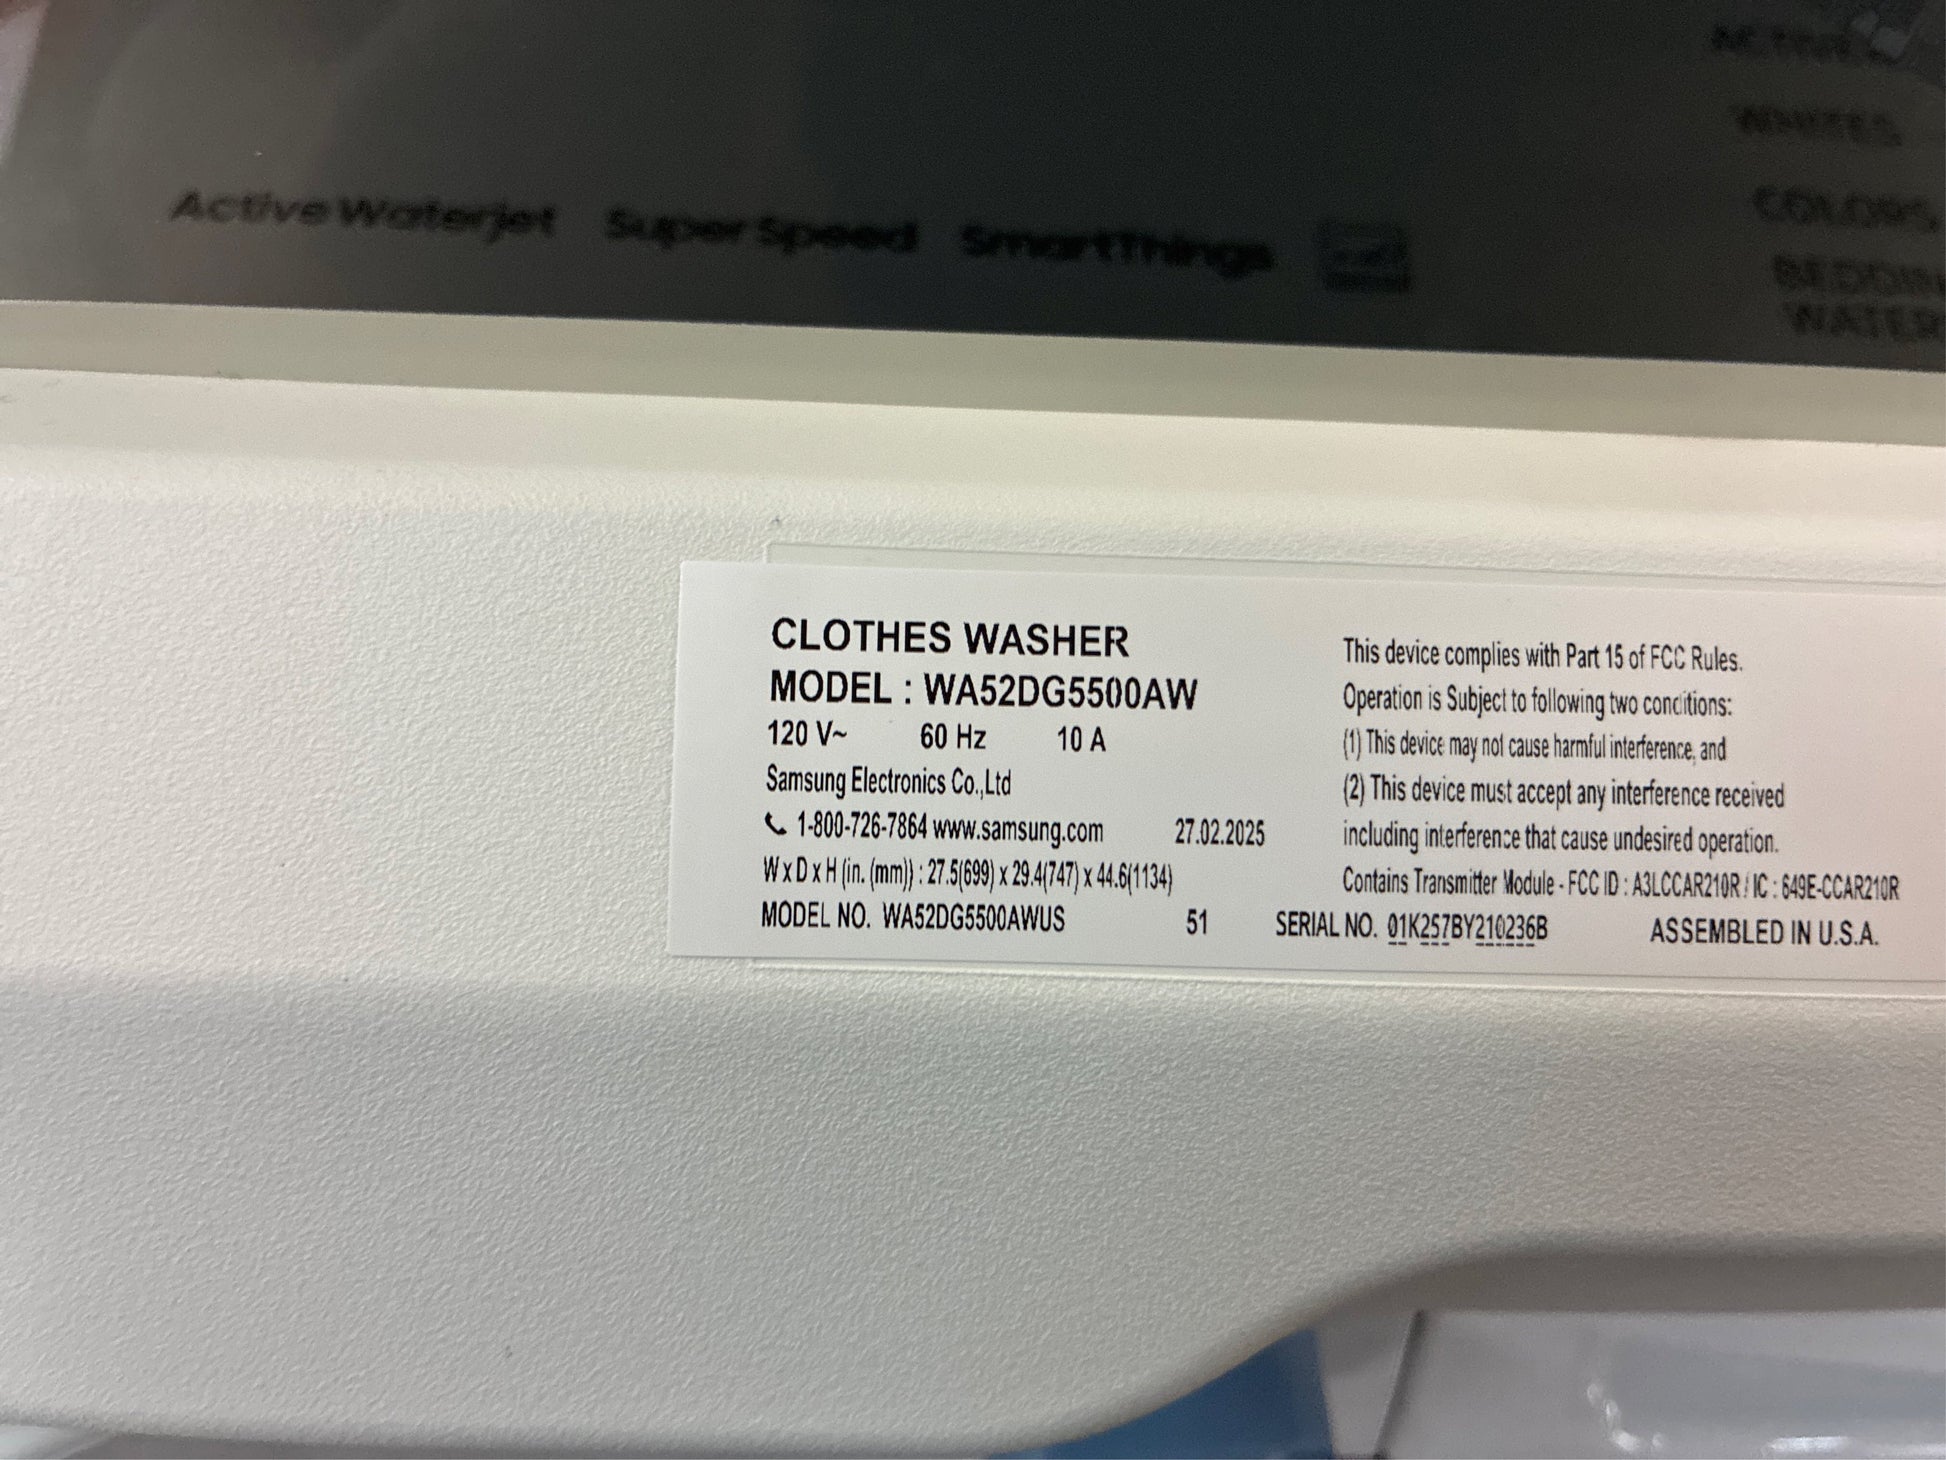 ACTIVE
WHITES
COLORS
Active Waterjet Super Speed SmartThings
CLOTHES WASHER
MODEL : WA52DG5500AW
120 V~ 60 Hz 10 A
Samsung Electronics Co.,Ltd
1-800-726-7864 www.samsung.com 27.02.2025
W x D x H (in. (mm)) : 27.5(699) x 29.4(747) x 44.6(1134)
MODEL NO. WA52DG5500AWUS 51
This device complies with Part 15 of FCC Rules.
Operation is Subject to following two conditions:
(1) This device may not cause harmful interference, and
(2) This device must accept any interference received
including interference that cause undesired operation.
Contains Transmitter Module - FCC ID : A3LCCAR210R / IC : 649E-CCAR210R
SERIAL NO. 01K257BY210236B ASSEMBLED IN U.S.A.